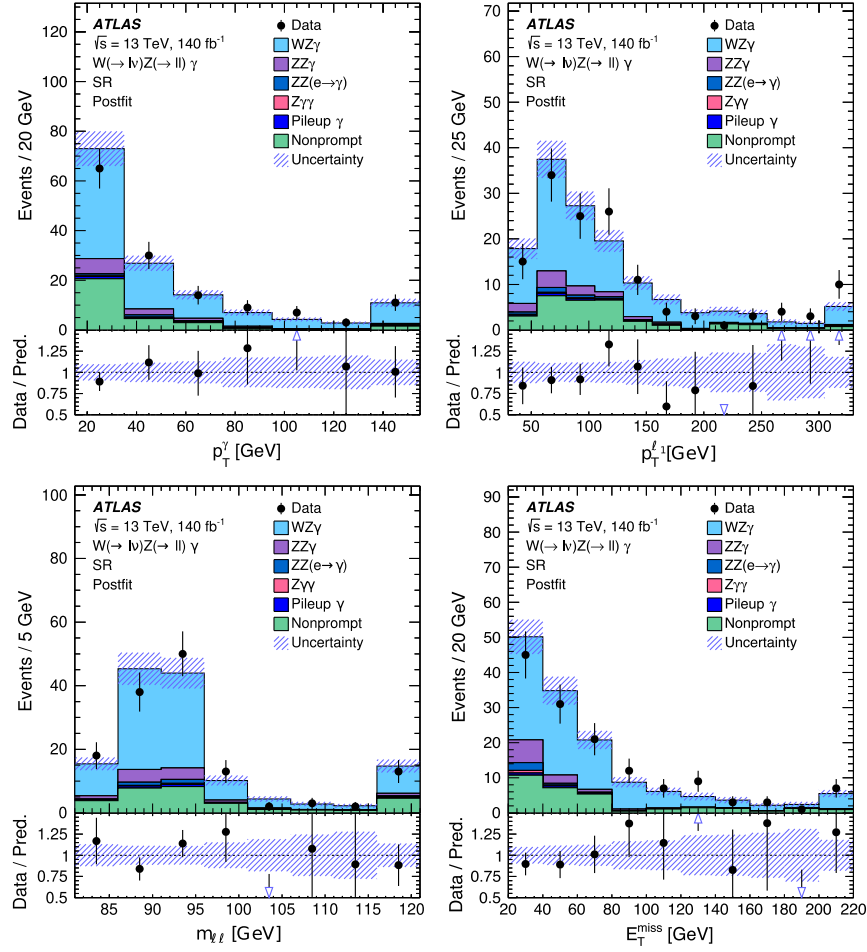 ATLAS
√s = 13 TeV, 140 fb⁻¹
W(→ lν)Z(→ ll) γ
SR
Postfit
Data
WZγ
ZZγ
ZZ(e→γ)
Zγγ
Pileup γ
Nonprompt
Uncertainty
Events / 20 GeV
120
100
80
60
40
20
0
Data / Pred.
1.25
1
0.75
0.5
20 40 60 80 100 120 140
p_T^γ [GeV]
ATLAS
√s = 13 TeV, 140 fb⁻¹
W(→ lν)Z(→ ll) γ
SR
Postfit
Data
WZγ
ZZγ
ZZ(e→γ)
Zγγ
Pileup γ
Nonprompt
Uncertainty
Events / 25 GeV
70
60
50
40
30
20
10
0
Data / Pred.
1.25
1
0.75
0.5
50 100 150 200 250 300
p_T^ℓ1 [GeV]
ATLAS
√s = 13 TeV, 140 fb⁻¹
W(→ lν)Z(→ ll) γ
SR
Postfit
Data
WZγ
ZZγ
ZZ(e→γ)
Zγγ
Pileup γ
Nonprompt
Uncertainty
Events / 5 GeV
100
80
60
40
20
0
Data / Pred.
1.25
1
0.75
0.5
85 90 95 100 105 110 115 120
m_ℓℓ [GeV]
ATLAS
√s = 13 TeV, 140 fb⁻¹
W(→ lν)Z(→ ll) γ
SR
Postfit
Data
WZγ
ZZγ
ZZ(e→γ)
Zγγ
Pileup γ
Nonprompt
Uncertainty
Events / 20 GeV
90
80
70
60
50
40
30
20
10
0
Data / Pred.
1.25
1
0.75
0.5
20 40 60 80 100 120 140 160 180 200 220
E_T^miss [GeV]